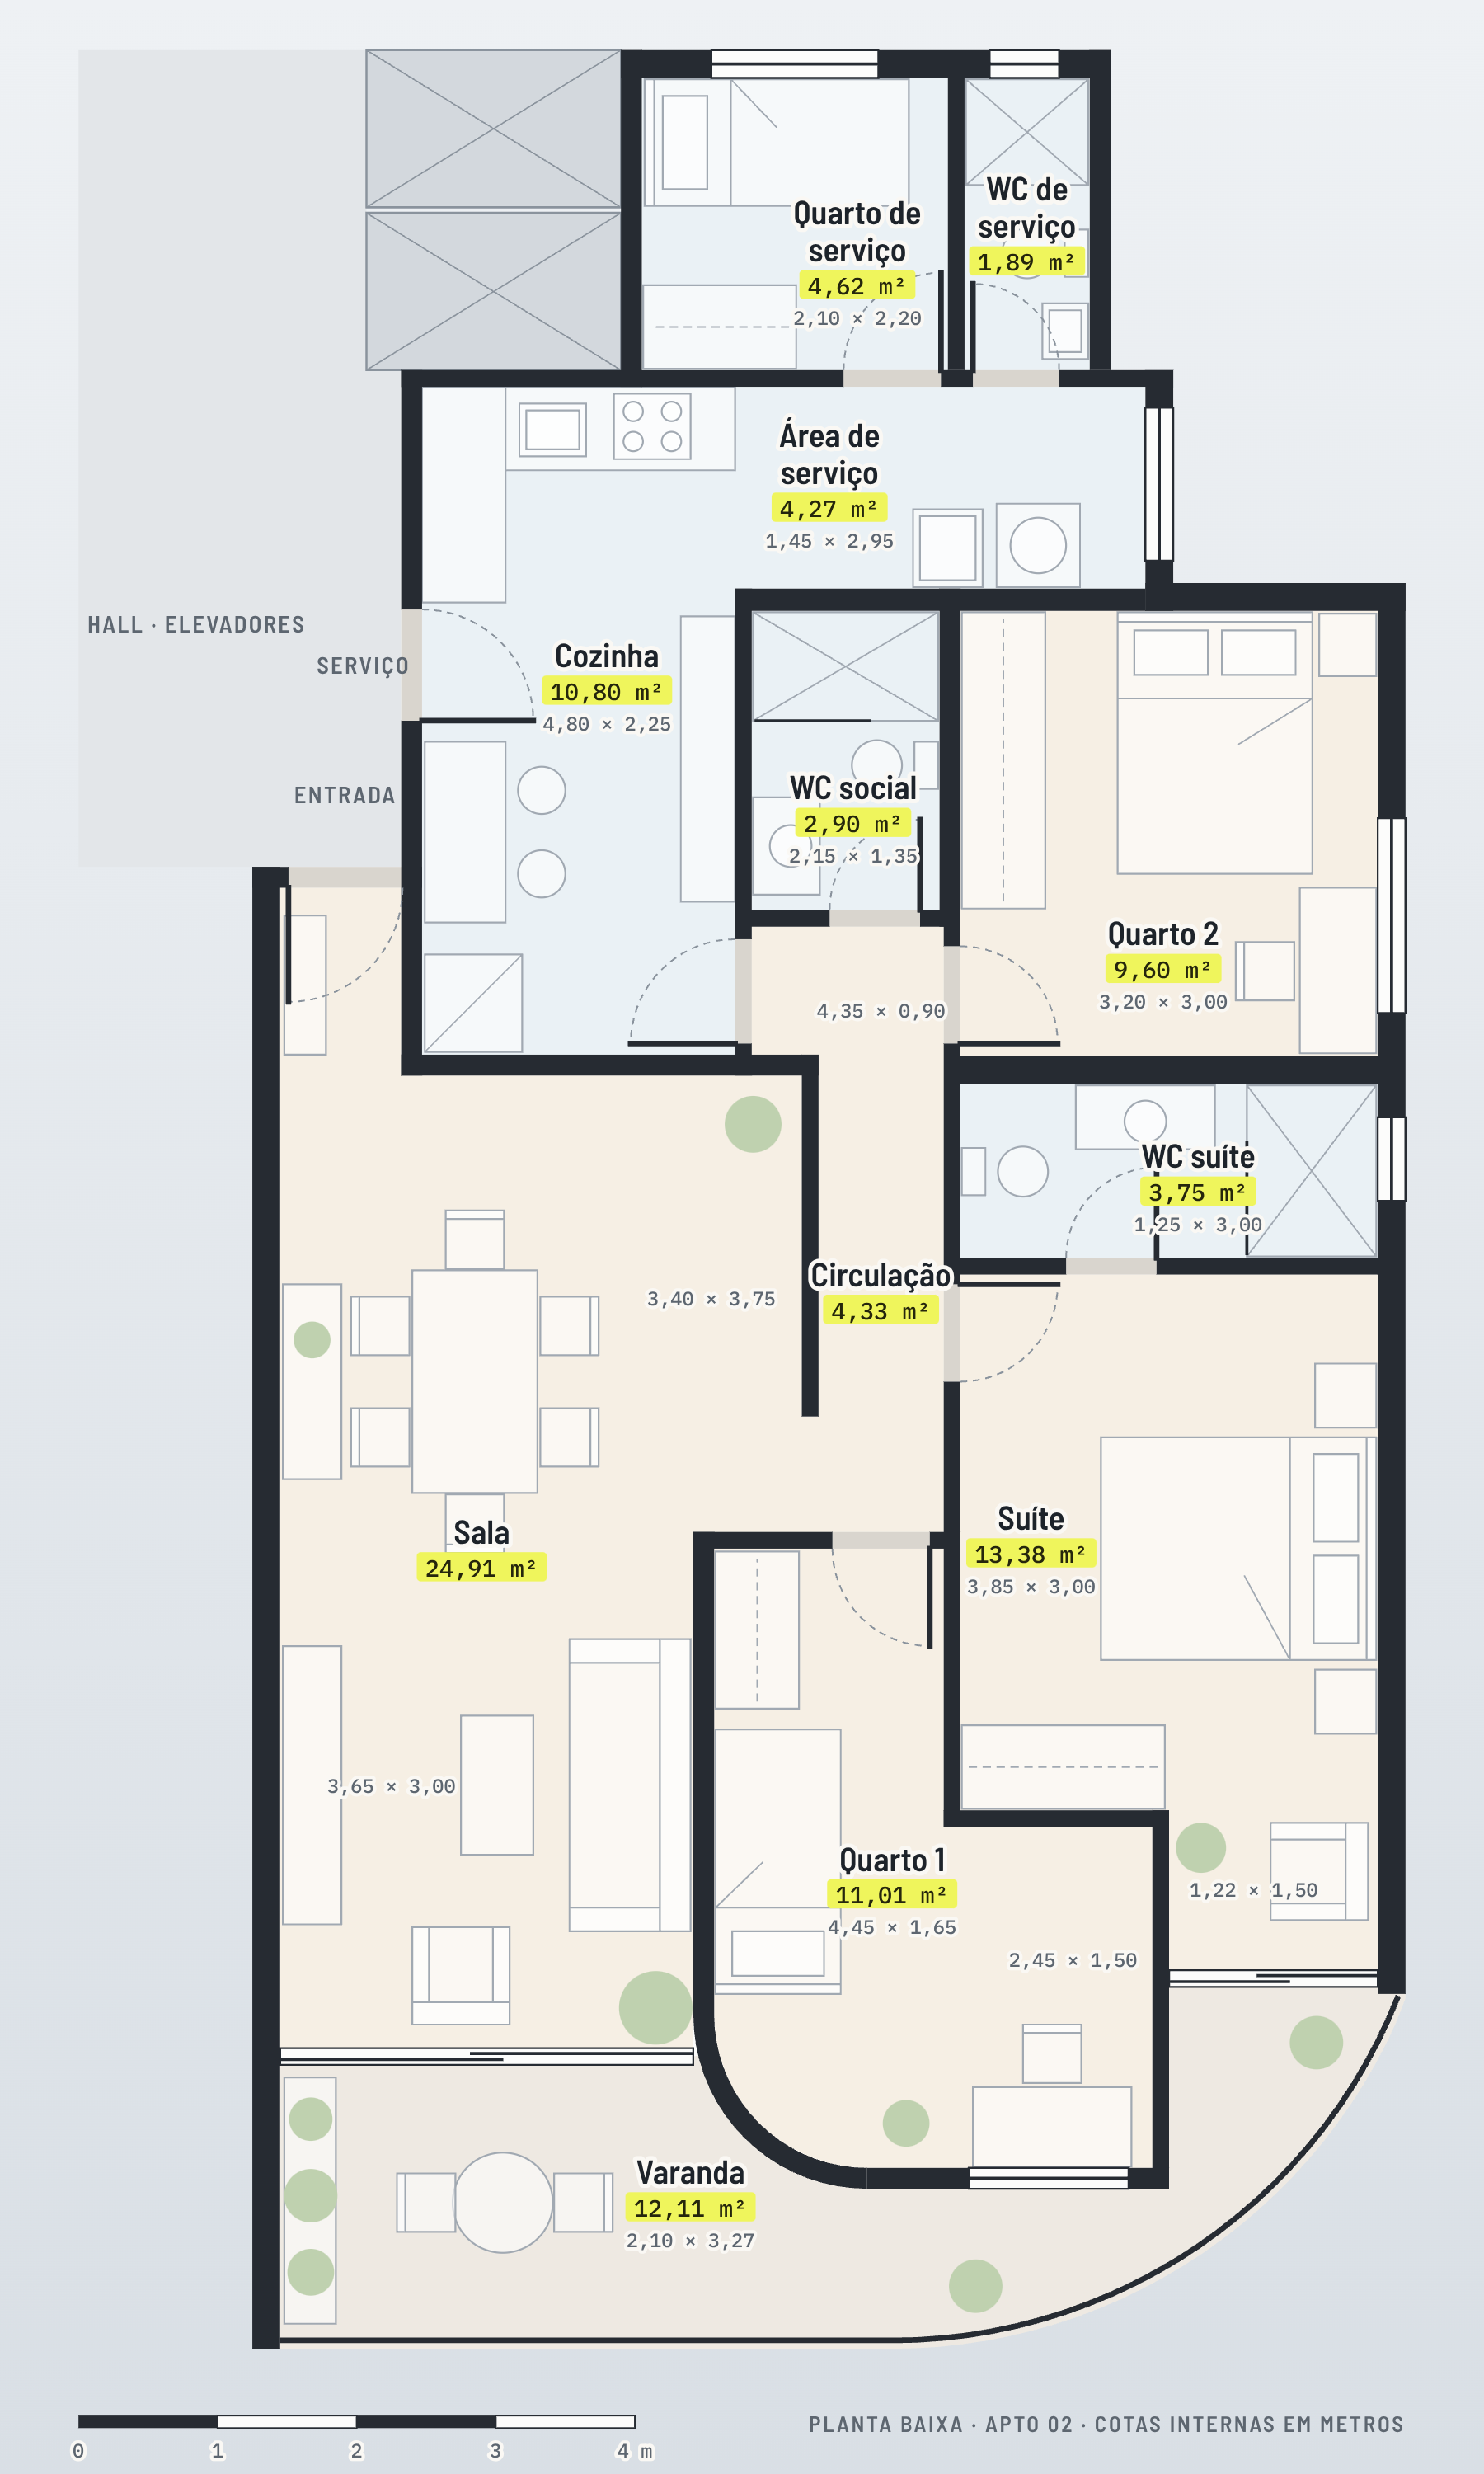 Quarto de
serviço
4,62 m²
2,10 × 2,20
WC de
serviço
1,89 m²
Área de
serviço
4,27 m²
1,45 × 2,95
HALL · ELEVADORES
SERVIÇO
ENTRADA
Cozinha
10,80 m²
4,80 × 2,25
WC social
2,90 m²
2,15 × 1,35
Quarto 2
9,60 m²
3,20 × 3,00
4,35 × 0,90
WC suíte
3,75 m²
1,25 × 3,00
Circulação
4,33 m²
3,40 × 3,75
Sala
24,91 m²
Suíte
13,38 m²
3,85 × 3,00
3,65 × 3,00
Quarto 1
11,01 m²
4,45 × 1,65
1,22 × 1,50
2,45 × 1,50
Varanda
12,11 m²
2,10 × 3,27
0 1 2 3 4 m
PLANTA BAIXA · APTO 02 · COTAS INTERNAS EM METROS